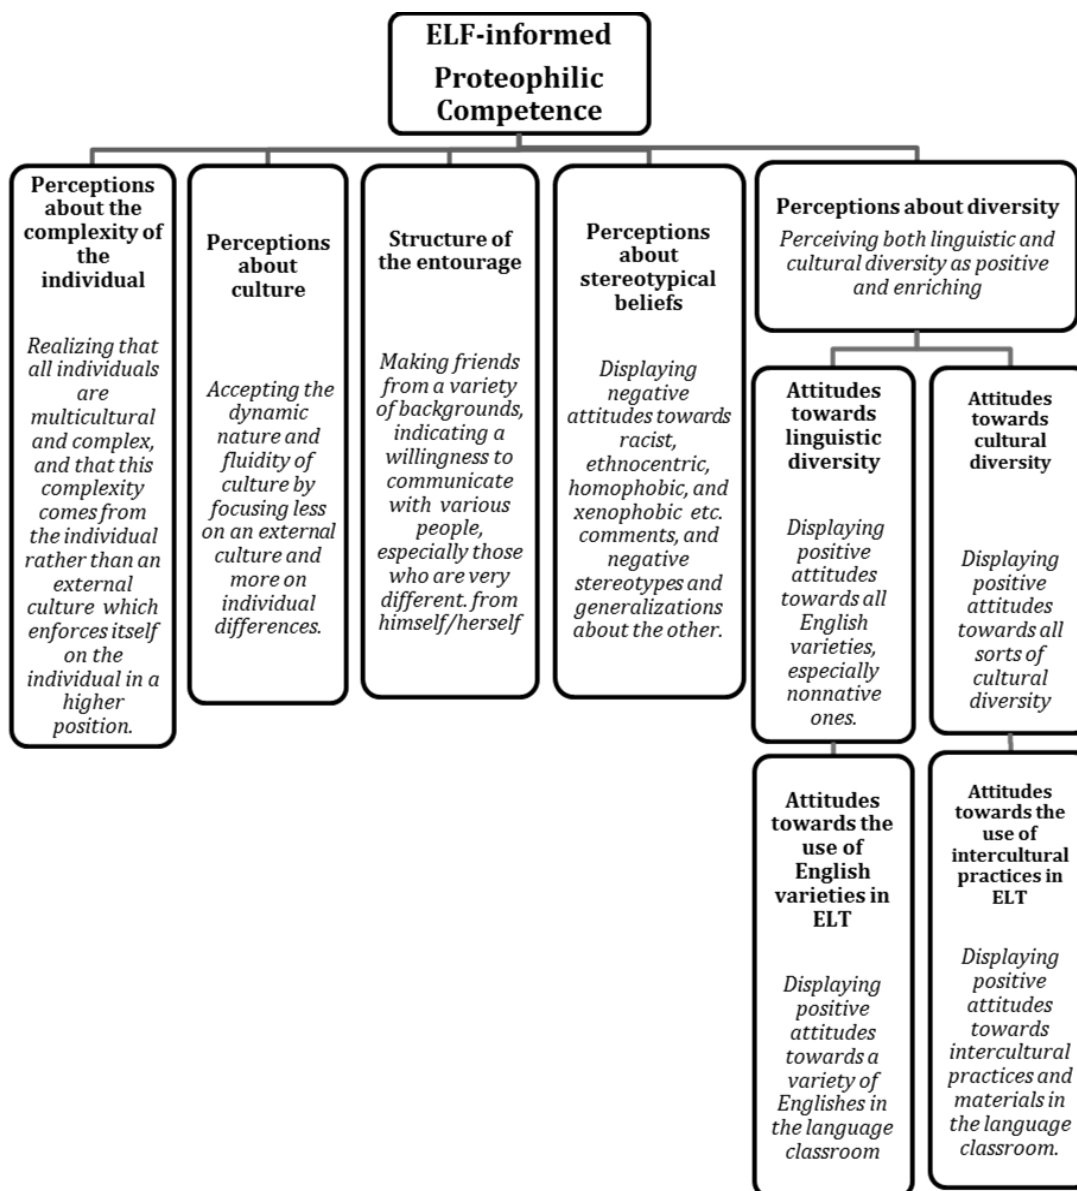 ELF-informed
Proteophilic
Competence
Perceptions
about the
complexity of
the
individual
Realizing that
all individuals
are
multicultural
and complex,
and that this
complexity
comes from
the individual
rather than an
external
culture which
enforces itself
on the
individual in a
higher
position.
Perceptions
about
culture
Accepting the
dynamic
nature and
fluidity of
culture by
focusing less
on an external
culture and
more on
individual
differences.
Structure of
the entourage
Making friends
from a variety
of backgrounds,
indicating a
willingness to
communicate
with various
people,
especially those
who are very
different. from
himself/herself
Perceptions
about
stereotypical
beliefs
Displaying
negative
attitudes towards
racist,
ethnocentric,
homophobic, and
xenophobic etc.
comments, and
negative
stereotypes and
generalizations
about the other.
Perceptions about diversity
Perceiving both linguistic and
cultural diversity as positive
and enriching
Attitudes
towards
linguistic
diversity
Displaying
positive
attitudes
towards all
English
varieties,
especially
nonnative
ones.
Attitudes
towards
cultural
diversity
Displaying
positive
attitudes
towards all
sorts of
cultural
diversity
Attitudes
towards the
use of
English
varieties in
ELT
Displaying
positive
attitudes
towards a
variety of
Englishes in
the language
classroom
Attitudes
towards the
use of
intercultural
practices in
ELT
Displaying
positive
attitudes
towards
intercultural
practices and
materials in
the language
classroom.